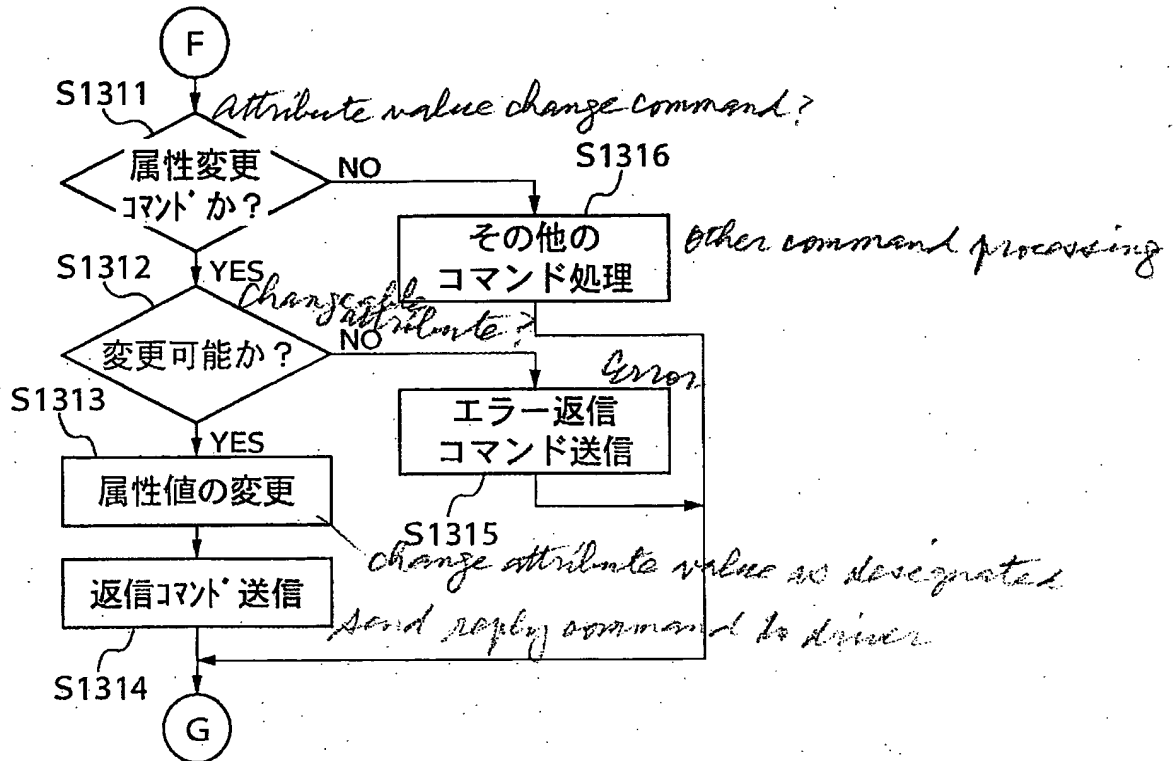 F
S1311
Attribute value change command?
属性変更
コマンドか？
NO
S1316
その他の
コマンド処理
Other command processing
S1312
YES
Changeable
attribute?
変更可能か？
NO
Error
S1313
エラー返信
コマンド送信
YES
属性値の変更
S1315
change attribute value as designated
返信コマンド送信
send reply command to driver
S1314
G